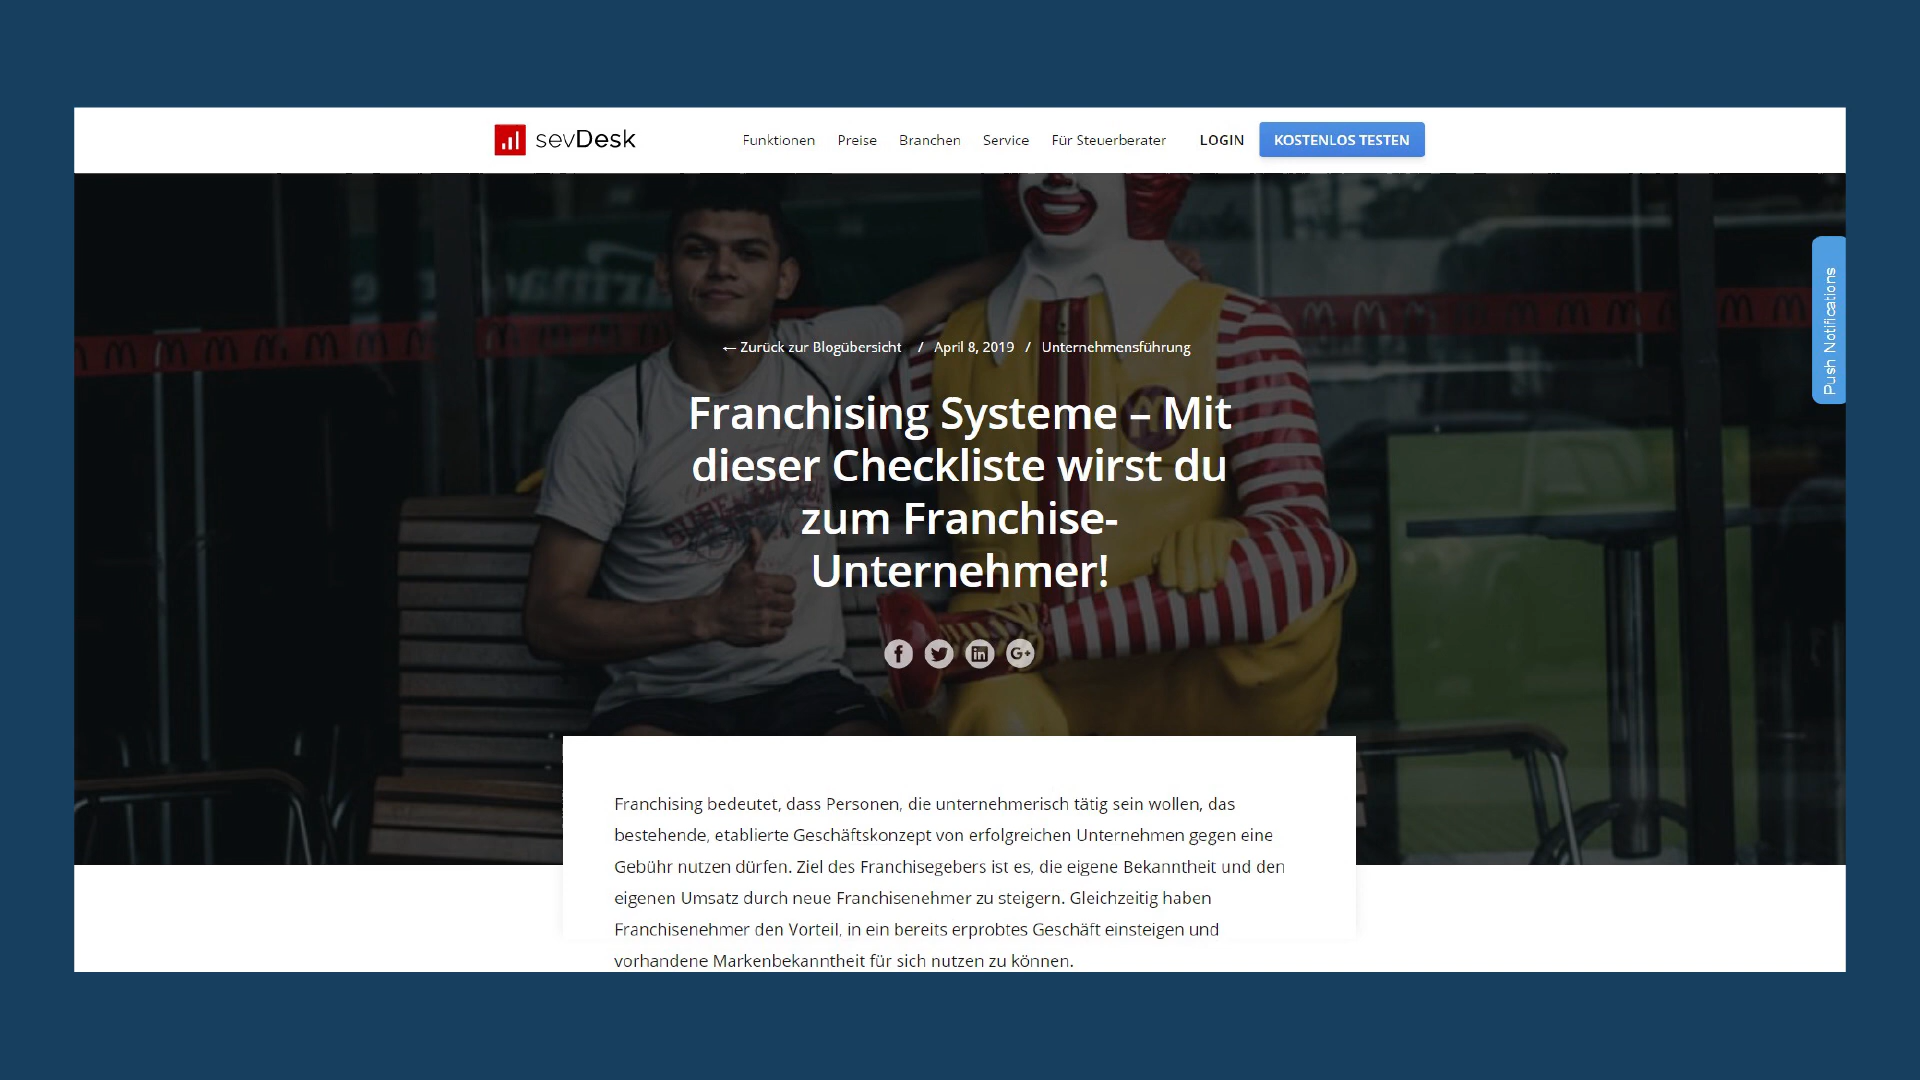 sevDesk
Funktionen Preise Branchen Service Für Steuerberater LOGIN KOSTENLOS TESTEN
Push Notifications
← Zurück zur Blogübersicht / April 8, 2019 / Unternehmensführung
Franchising Systeme – Mit
dieser Checkliste wirst du
zum Franchise-
Unternehmer!
Franchising bedeutet, dass Personen, die unternehmerisch tätig sein wollen, das
bestehende, etablierte Geschäftskonzept von erfolgreichen Unternehmen gegen eine
Gebühr nutzen dürfen. Ziel des Franchisegebers ist es, die eigene Bekanntheit und den
eigenen Umsatz durch neue Franchisenehmer zu steigern. Gleichzeitig haben
Franchisenehmer den Vorteil, in ein bereits erprobtes Geschäft einsteigen und
vorhandene Markenbekanntheit für sich nutzen zu können.